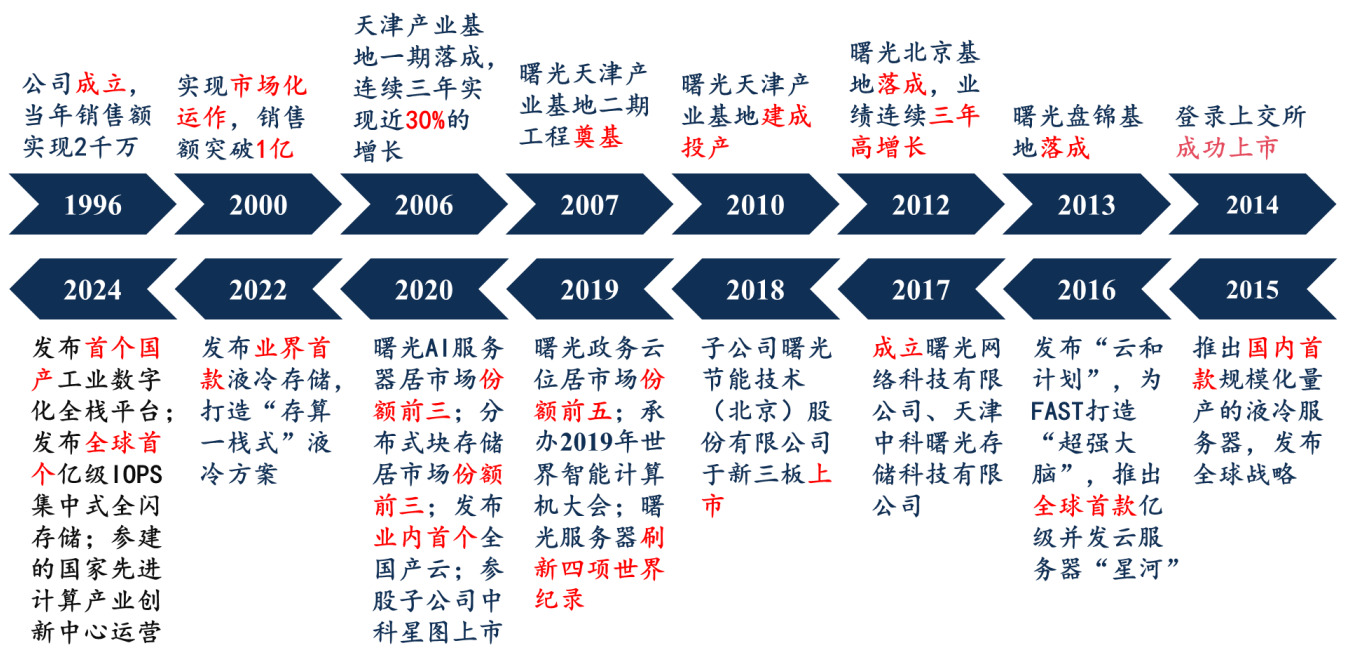 公司成立，
当年销售额
实现2千万
实现市场化
运作，销售
额突破1亿
天津产业基
地一期落成，
连续三年实
现近30%的
增长
曙光天津产
业基地二期
工程奠基
曙光天津产
业基地建成
投产
曙光北京基
地落成，业
绩连续三年
高增长
曙光盘锦基
地落成
登录上交所
成功上市
1996
2000
2006
2007
2010
2012
2013
2014
2024
2022
2020
2019
2018
2017
2016
2015
发布首个国
产工业数字
化全栈平台；
发布全球首
个亿级IOPS
集中式全闪
存储；参建
的国家先进
计算产业创
新中心运营
发布业界首
款液冷存储，
打造“存算
一栈式”液
冷方案
曙光AI服务
器居市场份
额前三；分
布式块存储
居市场份额
前三；发布
业内首个全
国产云；参
股子公司中
科星图上市
曙光政务云
位居市场份
额前五；承
办2019年世
界智能计算
机大会；曙
光服务器刷
新四项世界
纪录
子公司曙光
节能技术
（北京）股
份有限公司
于新三板上
市
成立曙光网
络科技有限
公司、天津
中科曙光存
储科技有限
公司
发布“云和
计划”，为
FAST打造
“超强大
脑”，推出
全球首款亿
级并发云服
务器“星河”
推出国内首
款规模化量
产的液冷服
务器，发布
全球战略